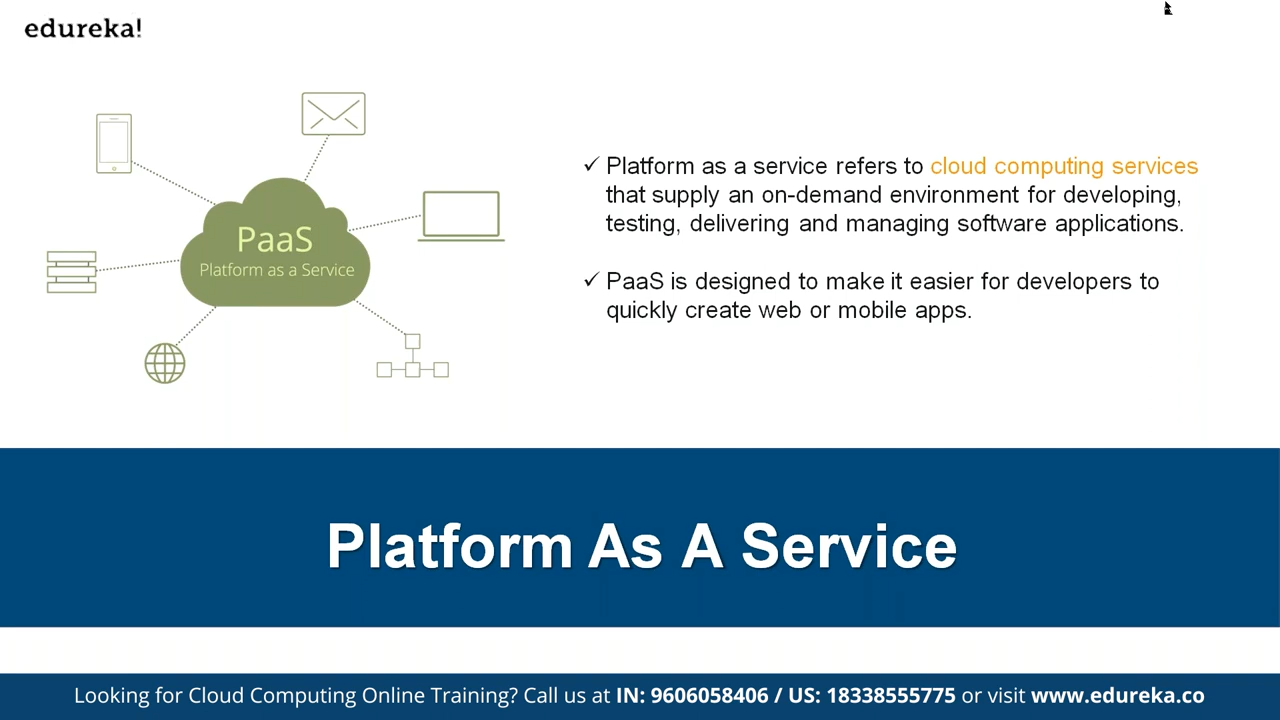 edureka!
PaaS
Platform as a Service
✓ Platform as a service refers to cloud computing services
that supply an on-demand environment for developing,
testing, delivering and managing software applications.
✓ PaaS is designed to make it easier for developers to
quickly create web or mobile apps.
Platform As A Service
Looking for Cloud Computing Online Training? Call us at IN: 9606058406 / US: 18338555775 or visit www.edureka.co